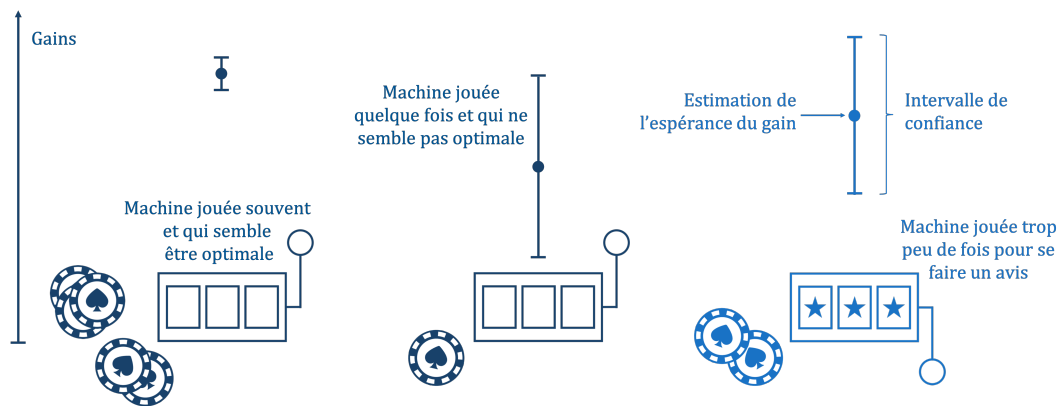 Gains
Machine jouée
quelque fois et qui ne
semble pas optimale
Estimation de
l'espérance du gain
Intervalle de
confiance
Machine jouée souvent
et qui semble
être optimale
Machine jouée trop
peu de fois pour se
faire un avis